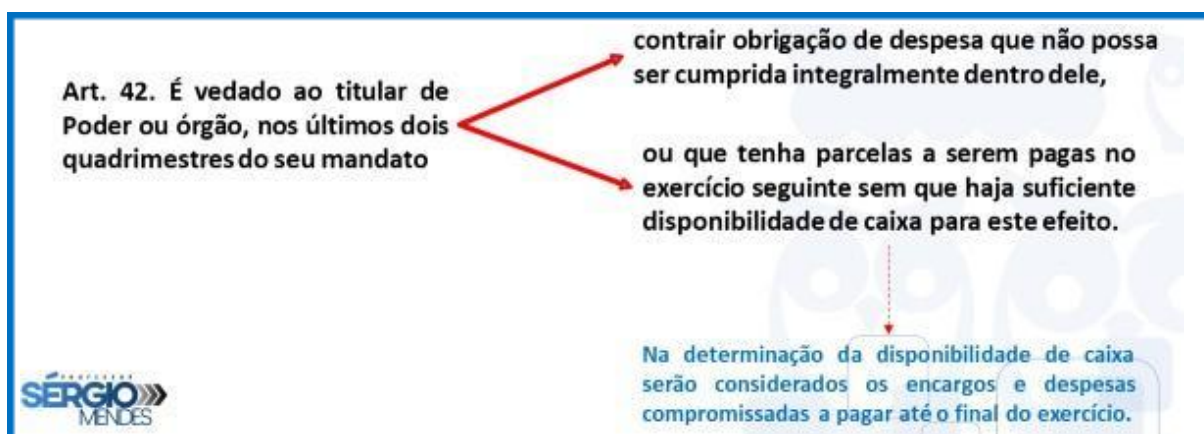 Art. 42. É vedado ao titular de
Poder ou órgão, nos últimos dois
quadrimestres do seu mandato
contrair obrigação de despesa que não possa
ser cumprida integralmente dentro dele,
ou que tenha parcelas a serem pagas no
exercício seguinte sem que haja suficiente
disponibilidade de caixa para este efeito.
Na determinação da disponibilidade de caixa
serão considerados os encargos e despesas
compromissadas a pagar até o final do exercício.
PROFESSOR
SÉRGIO
MENDES